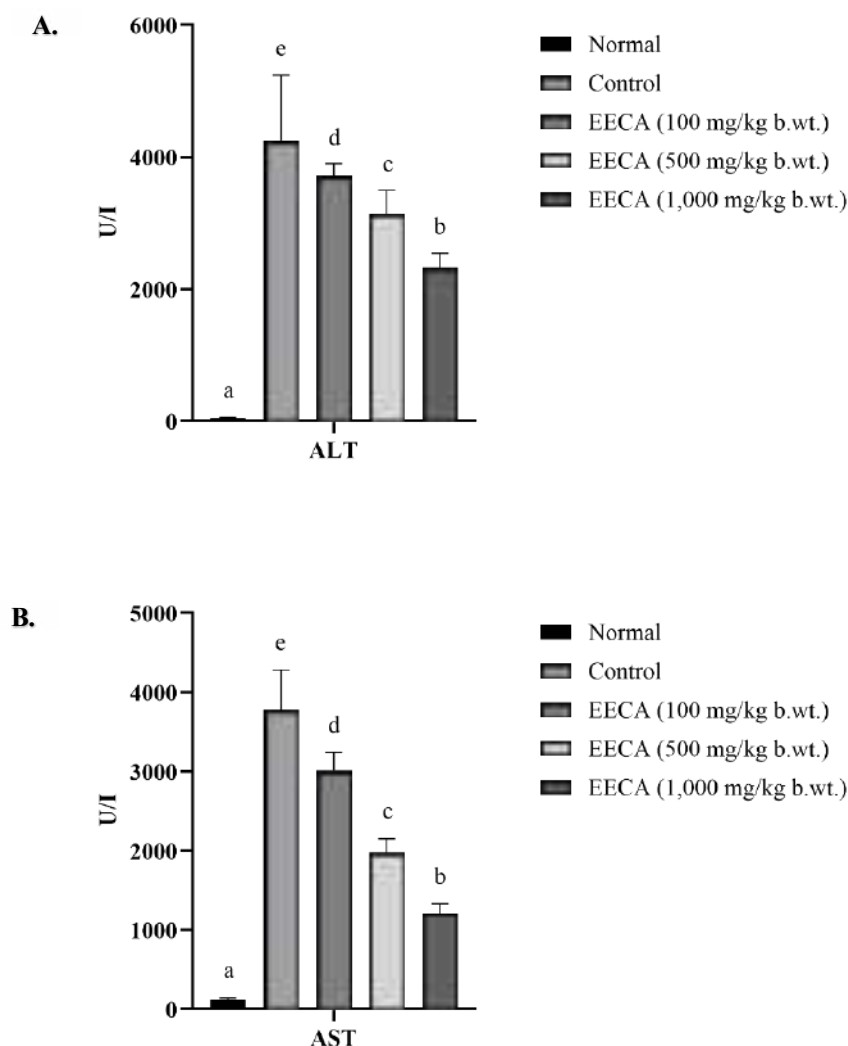 A.
6000
4000
2000
0
U/I
a
e
d
c
b
ALT
Normal
Control
EECA (100 mg/kg b.wt.)
EECA (500 mg/kg b.wt.)
EECA (1,000 mg/kg b.wt.)
B.
5000
4000
3000
2000
1000
0
U/I
a
e
d
c
b
AST
Normal
Control
EECA (100 mg/kg b.wt.)
EECA (500 mg/kg b.wt.)
EECA (1,000 mg/kg b.wt.)